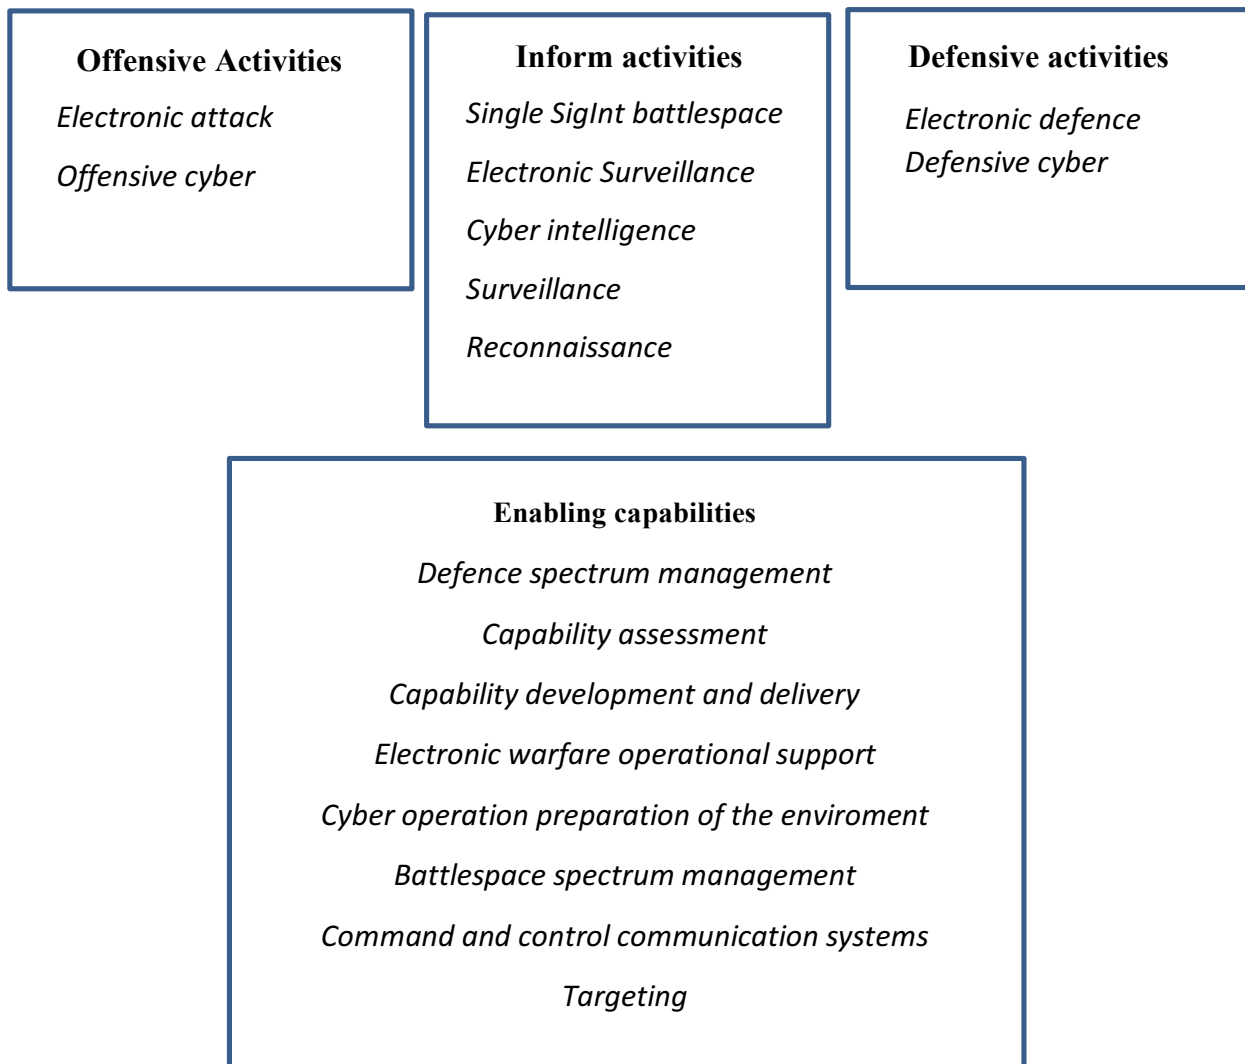 Offensive Activities
Electronic attack
Offensive cyber
Inform activities
Single SigInt battlespace
Electronic Surveillance
Cyber intelligence
Surveillance
Reconnaissance
Defensive activities
Electronic defence
Defensive cyber
Enabling capabilities
Defence spectrum management
Capability assessment
Capability development and delivery
Electronic warfare operational support
Cyber operation preparation of the enviroment
Battlespace spectrum management
Command and control communication systems
Targeting